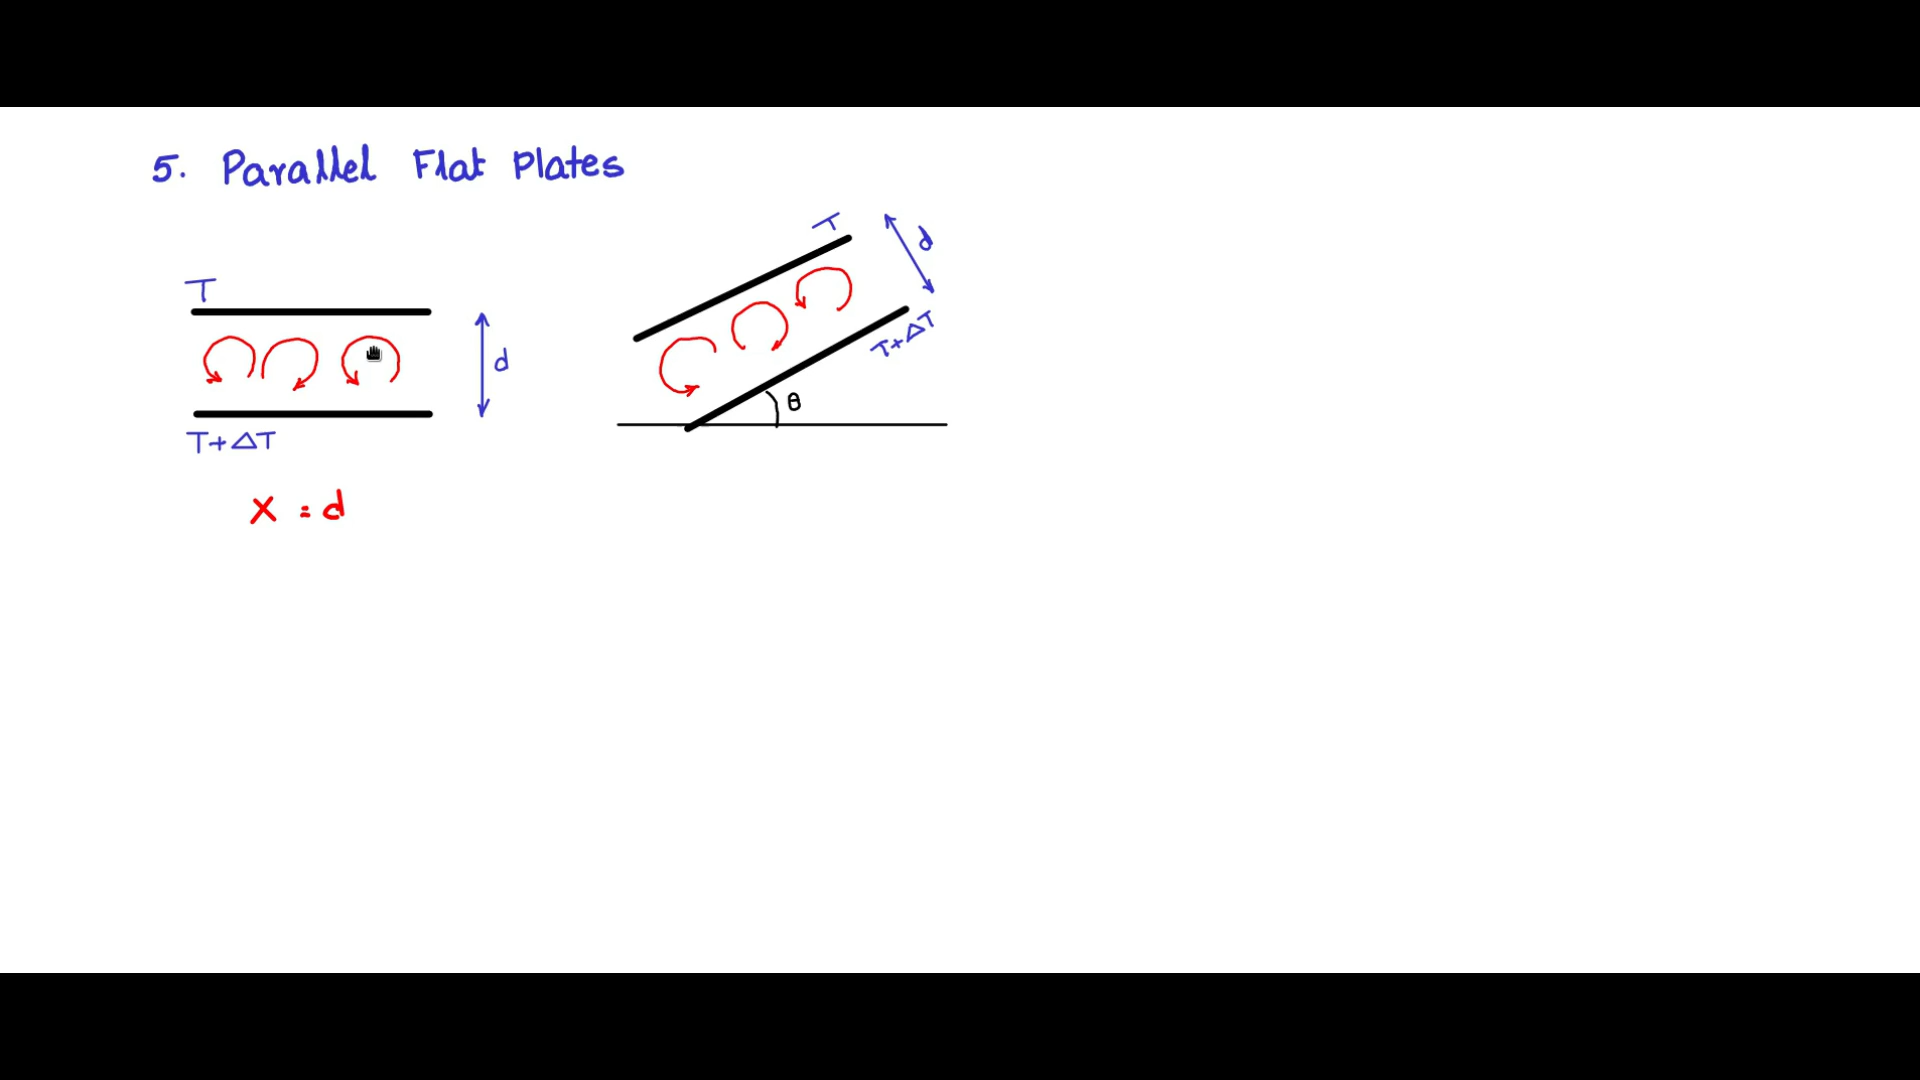 5. Parallel Flat Plates
T
d
T+ΔT
X = d
T
d
T+ΔT
θ